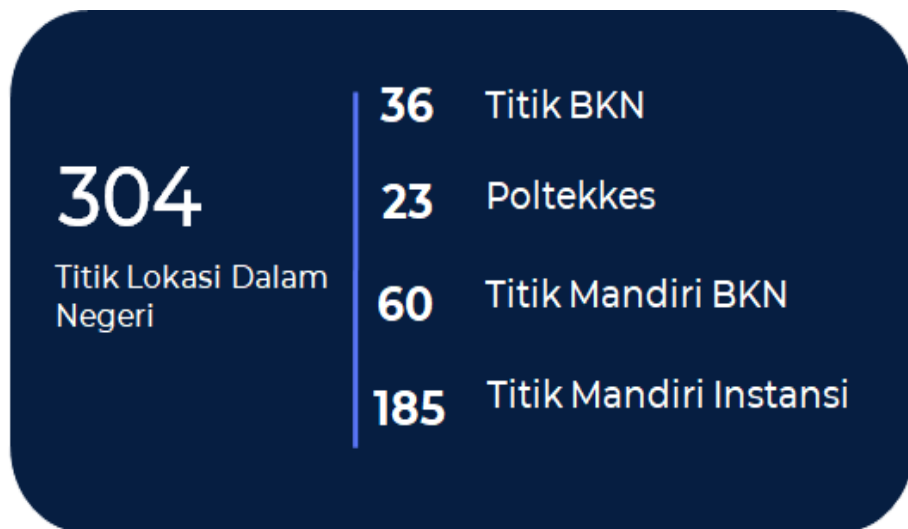 304
Titik Lokasi Dalam
Negeri
36 Titik BKN
23 Poltekkes
60 Titik Mandiri BKN
185 Titik Mandiri Instansi